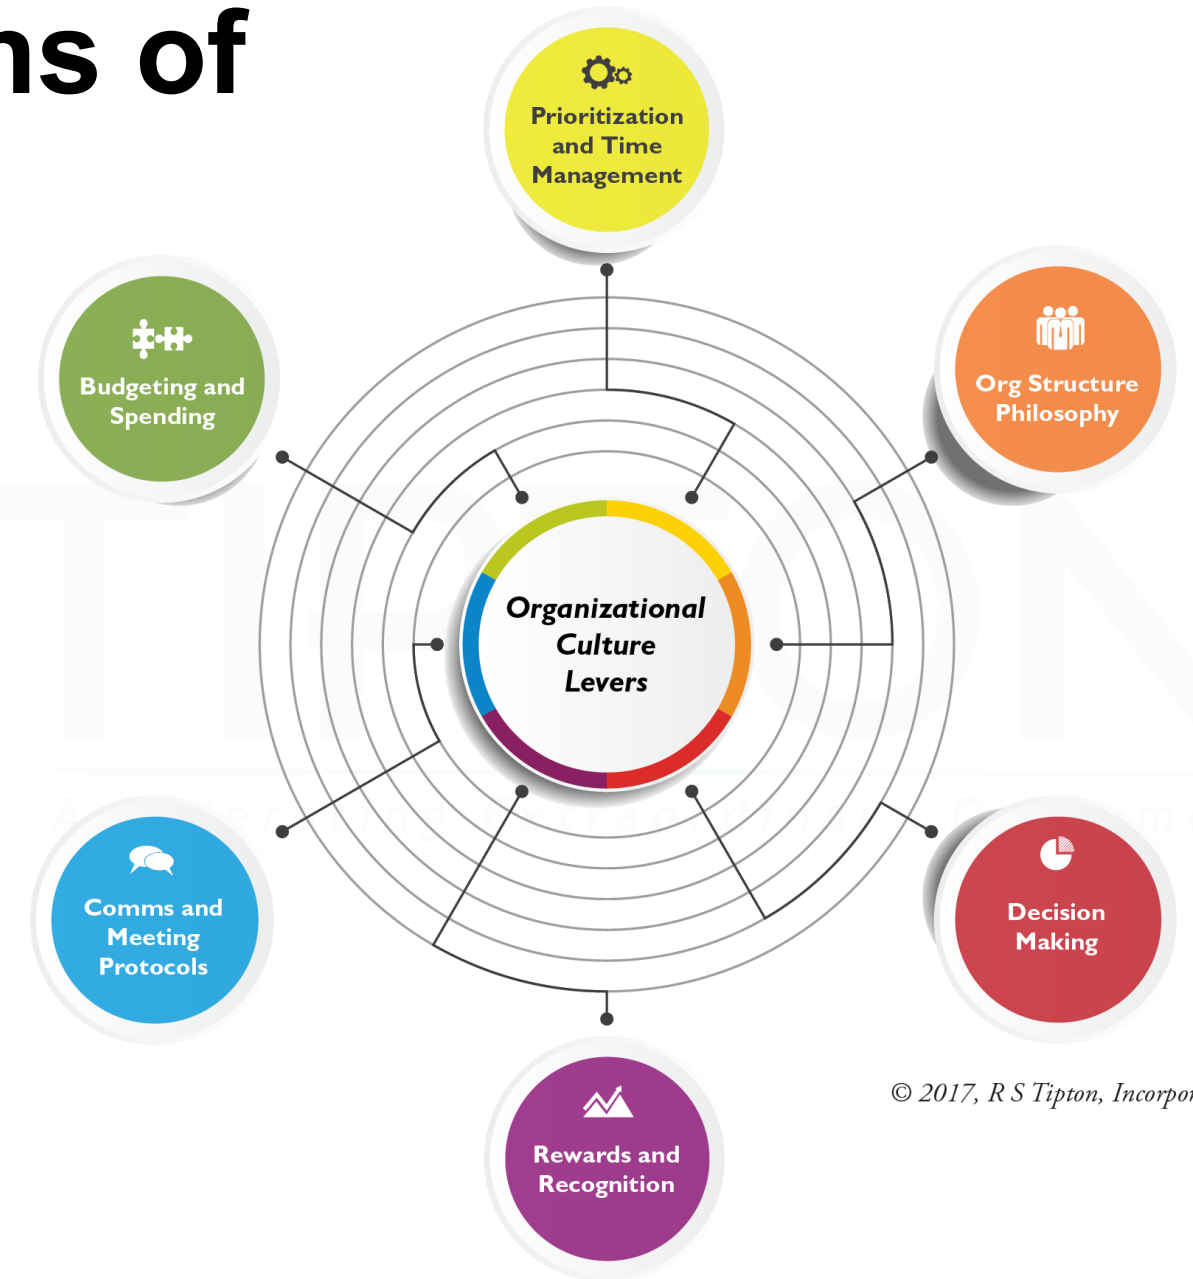 ns of
Prioritization
and Time
Management
Budgeting and
Spending
Org Structure
Philosophy
Organizational
Culture
Levers
TIPTON
Comms and
Meeting
Protocols
Decision
Making
© 2017, R S Tipton, Incorpor
Rewards and
Recognition